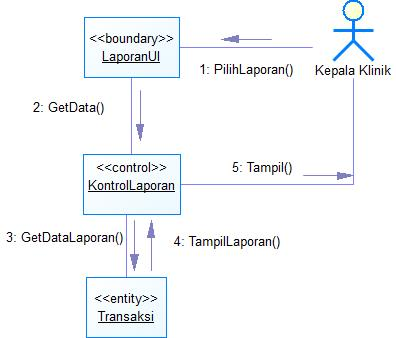 <<boundary>>
LaporanUI
1: PilihLaporan()
Kepala Klinik
2: GetData()
<<control>>
KontrolLaporan
5: Tampil()
3: GetDataLaporan()
4: TampilLaporan()
<<entity>>
Transaksi